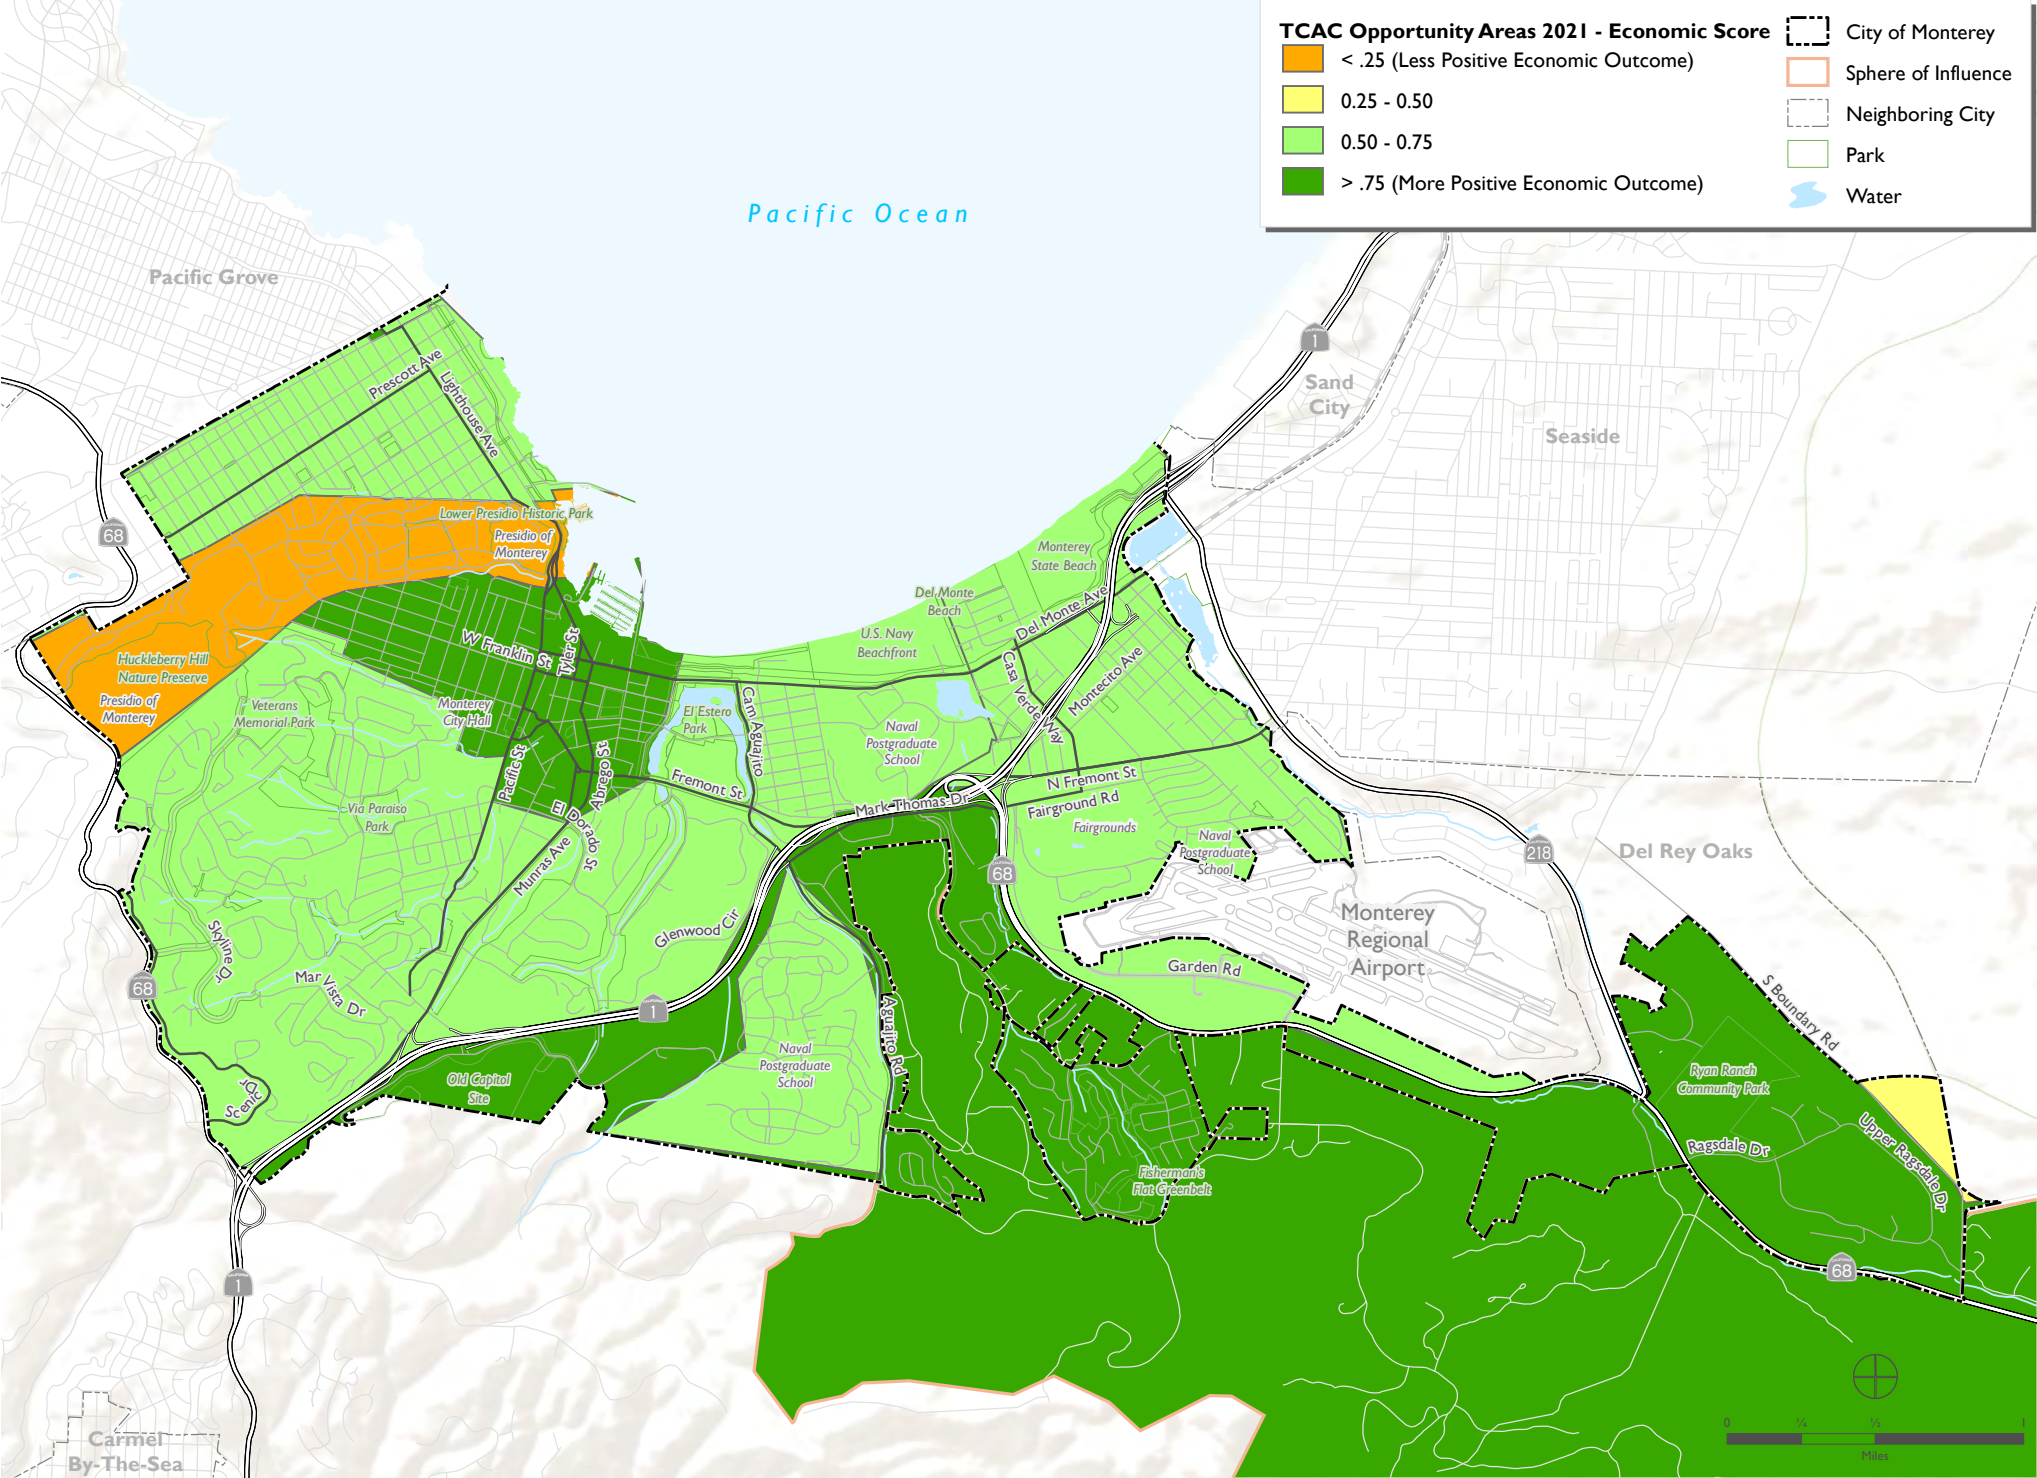 TCAC Opportunity Areas 2021 - Economic Score
< .25 (Less Positive Economic Outcome)
0.25 - 0.50
0.50 - 0.75
> .75 (More Positive Economic Outcome)
City of Monterey
Sphere of Influence
Neighboring City
Park
Water
Pacific Ocean
Pacific Grove
1
Sand
City
Seaside
Prescott Ave
Lighthouse Ave
68
Lower Presidio Historic Park
Presidio of
Monterey
Monterey
State Beach
Del Monte
Beach
Del Monte Ave
U.S. Navy
Beachfront
W Franklin St
Tyler St
Huckleberry Hill
Nature Preserve
Presidio of
Monterey
Veterans
Memorial Park
Monterey
City Hall
El Estero
Park
Cam Aguajito
Casa Verde Way
Montecito Ave
Naval
Postgraduate
School
Pacific St
Abrego St
Fremont St
N Fremont St
Mark Thomas Dr
Fairground Rd
Fairgrounds
Via Paraiso
Park
El Dorado St
Munras Ave
Naval
Postgraduate
School
218
Del Rey Oaks
68
Monterey
Regional
Airport
Glenwood Cir
Skyline Dr
Garden Rd
68
Mar Vista Dr
1
Aguajito Rd
S Boundary Rd
Naval
Postgraduate
School
Old Capitol
Site
Scenic Dr
Ryan Ranch
Community Park
Upper Ragsdale Dr
Ragsdale Dr
Fisherman's
Flat Greenbelt
68
1
Carmel
By-The-Sea
0 ¼ ½ 1
Miles